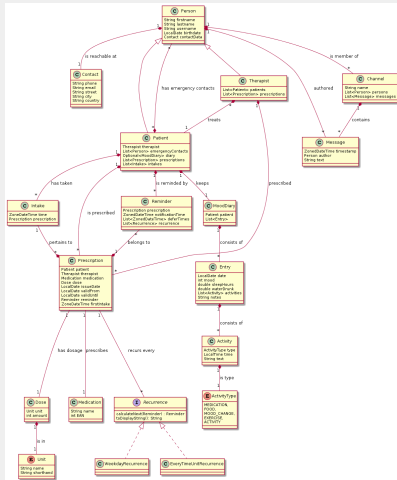 Person
String firstname
String lastname
String username
LocalDate birthdate
Contact contactData
is reachable at
has emergency contacts
is member of
Contact
String phone
String email
String street
String city
String country
Therapist
List<Patient> patients
List<Prescription> prescriptions
Channel
String name
List<Person> persons
List<Message> messages
authored
contains
treats
Message
ZonedDateTime timestamp
Person author
String text
Patient
Therapist therapist
List<Person> emergencyContacts
Optional<MoodDiary> diary
List<Prescription> prescriptions
List<Intake> intakes
has taken
is reminded by
keeps
prescribed
Intake
ZonedDateTime time
Prescription prescription
is prescribed
Reminder
Prescription prescription
ZonedDateTime notificationTime
List<ZonedDateTime> deferTimes
List<Recurrence> recurrence
MoodDiary
Patient patient
List<Entry>
pertains to
belongs to
consists of
Prescription
Patient patient
Therapist therapist
Medication medication
Dose dose
LocalDate issueDate
LocalDate validFrom
LocalDate validUntil
Reminder reminder
ZonedDateTime firstIntake
Entry
LocalDate date
int mood
double sleepHours
double waterDrunk
List<Activity> activities
String notes
consists of
has dosage
prescribes
recurs every
Activity
ActivityType type
LocalTime time
String text
is type
Dose
Unit unit
int amount
Medication
String name
int EAN
Recurrence
calculateNext(Reminder) : Reminder
toDisplayString() : String
ActivityType
MEDICATION,
FOOD,
MOOD_CHANGE,
EXERCISE,
ACTIVITY
is in
Unit
String name
String shorthand
WeekdayRecurrence
EveryTimeUnitRecurrence